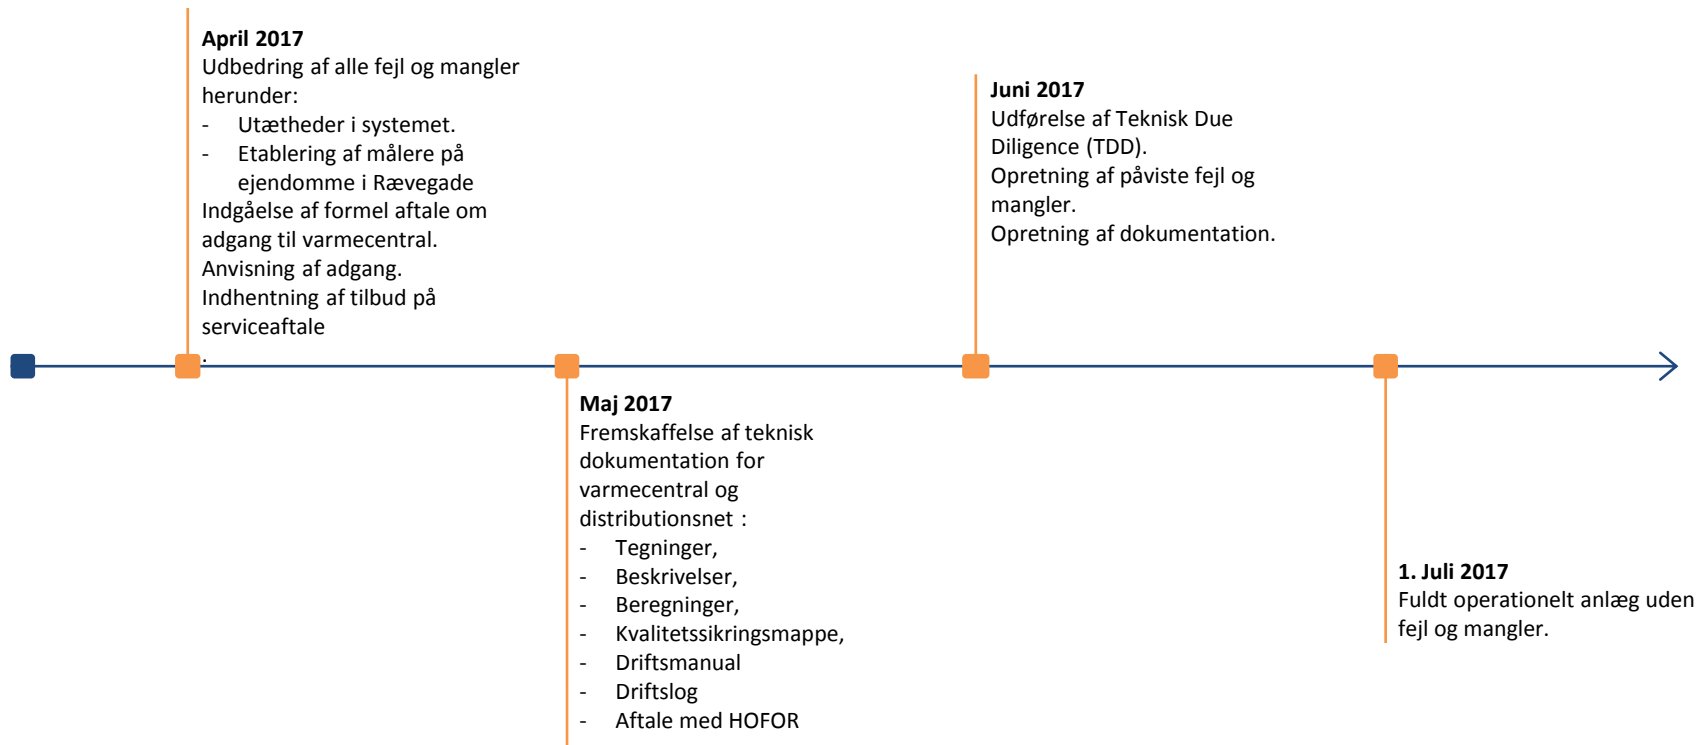 April 2017
Udbedring af alle fejl og mangler
herunder:
- Utætheder i systemet.
- Etablering af målere på
ejendomme i Rævegade
Indgåelse af formel aftale om
adgang til varmecentral.
Anvisning af adgang.
Indhentning af tilbud på
serviceaftale
.
Maj 2017
Fremskaffelse af teknisk
dokumentation for
varmecentral og
distributionsnet :
- Tegninger,
- Beskrivelser,
- Beregninger,
- Kvalitetssikringsmappe,
- Driftsmanual
- Driftslog
- Aftale med HOFOR
Juni 2017
Udførelse af Teknisk Due
Diligence (TDD).
Opretning af påviste fejl og
mangler.
Opretning af dokumentation.
1. Juli 2017
Fuldt operationelt anlæg uden
fejl og mangler.